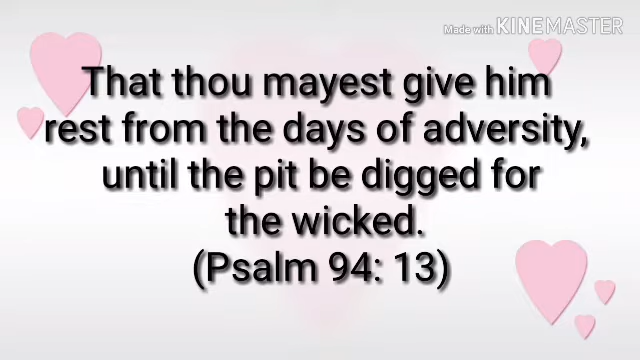 Made with KINEMASTER
That thou mayest give him
rest from the days of adversity,
until the pit be digged for
the wicked.
(Psalm 94: 13)